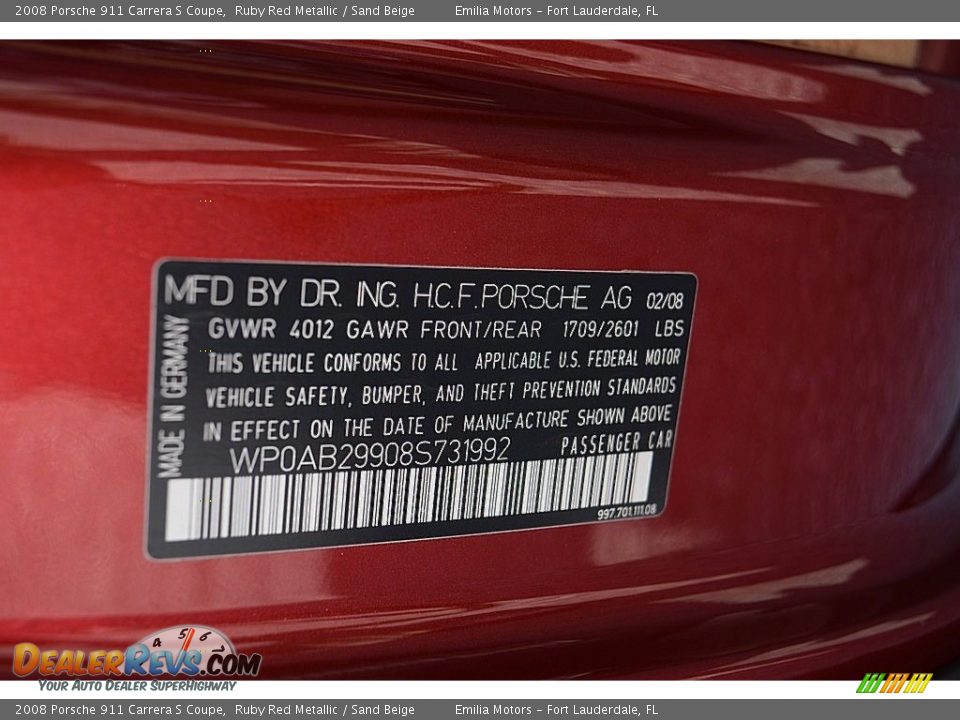 2008 Porsche 911 Carrera S Coupe,  Ruby Red Metallic / Sand Beige        Emilia Motors - Fort Lauderdale, FL
MFD BY DR. ING. H.C.F. PORSCHE AG 02/08
GVWR 4012 GAWR FRONT/REAR 1709/2601 LBS
THIS VEHICLE CONFORMS TO ALL APPLICABLE U.S. FEDERAL MOTOR
VEHICLE SAFETY, BUMPER, AND THEFT PREVENTION STANDARDS
IN EFFECT ON THE DATE OF MANUFACTURE SHOWN ABOVE
WP0AB29908S731992 PASSENGER CAR
997.701.111.08
MADE IN GERMANY
4 5 6
DealerRevs.com
Your Auto Dealer SuperHighway
2008 Porsche 911 Carrera S Coupe,  Ruby Red Metallic / Sand Beige        Emilia Motors - Fort Lauderdale, FL